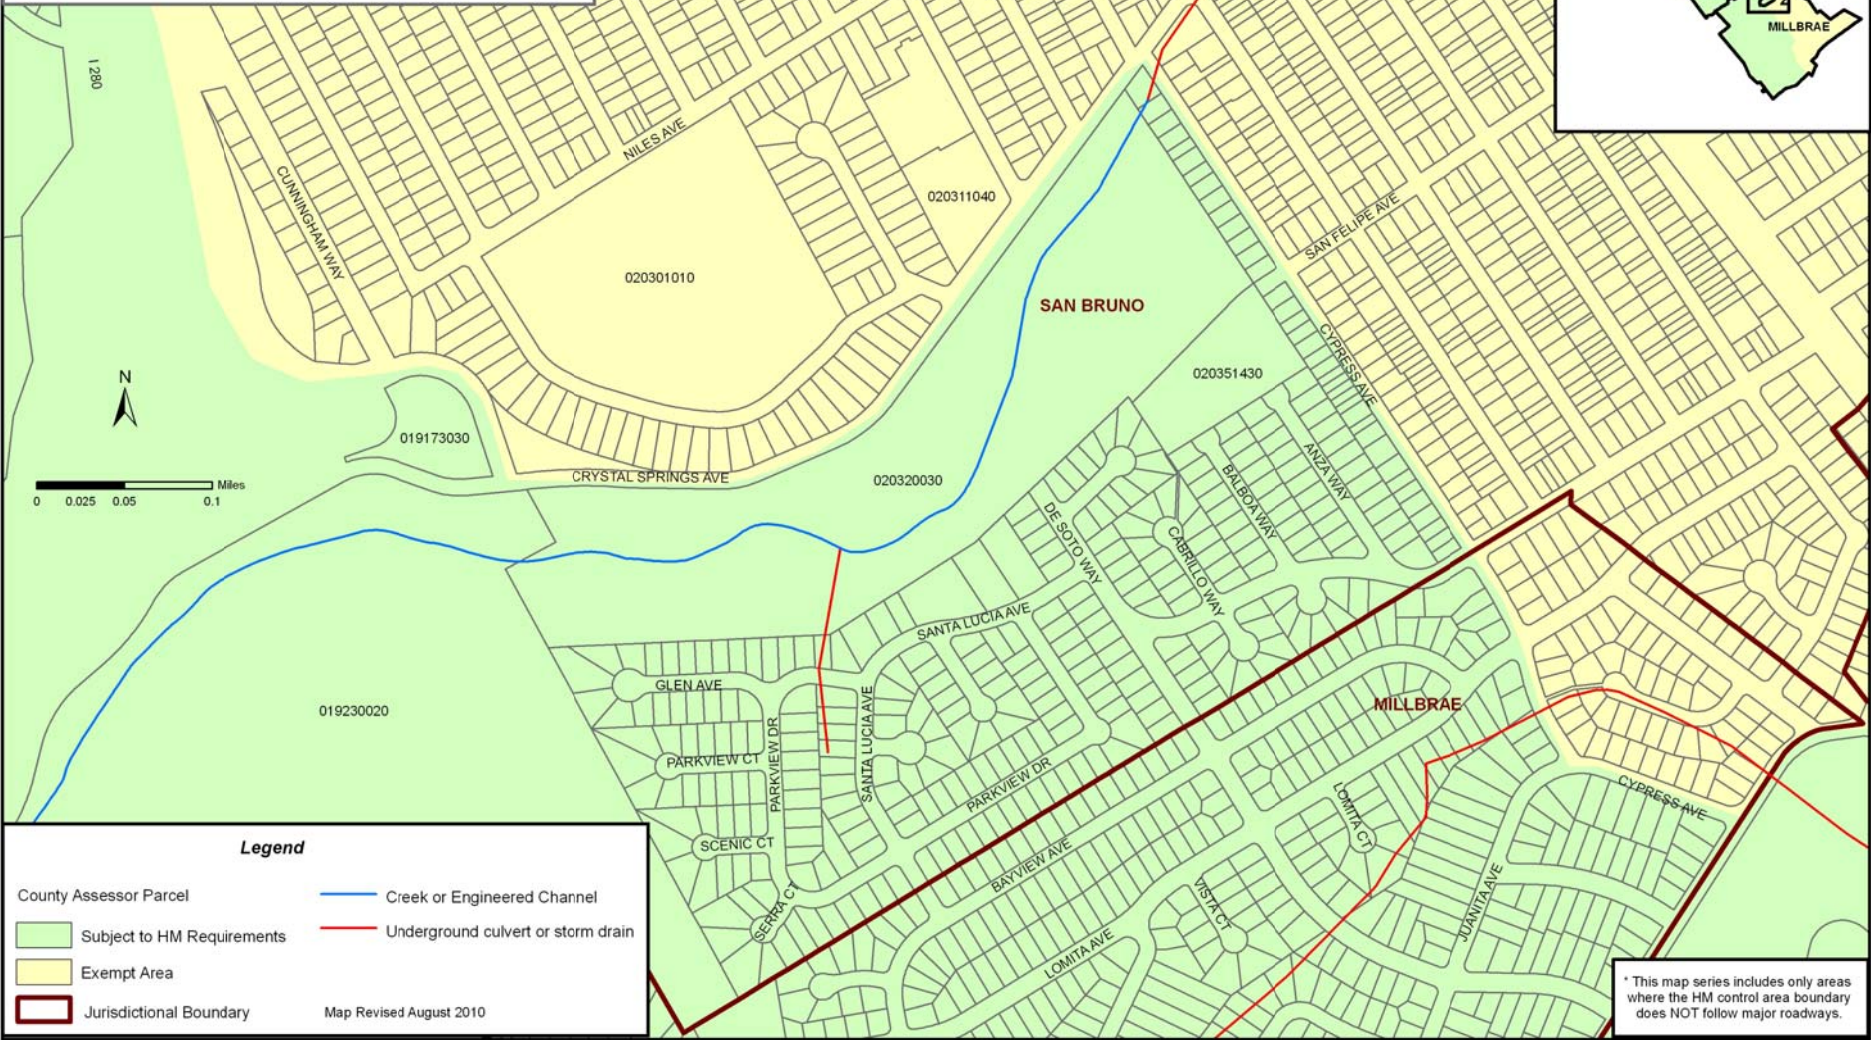 MILLBRAE
I 280
NILES AVE
CUNNINGHAM WAY
020311040
SAN FELIPE AVE
020301010
SAN BRUNO
CYPRESS AVE
020351430
N
019173030
CRYSTAL SPRINGS AVE
020320030
0 0.025 0.05 0.1 Miles
ANZA WAY
BALBOA WAY
DE SOTO WAY
CABRILLO WAY
SANTA LUCIA AVE
GLEN AVE
019230020
MILLBRAE
PARKVIEW DR
SANTA LUCIA AVE
PARKVIEW CT
PARKVIEW DR
CYPRESS AVE
LOMITA CT
SCENIC CT
BAYVIEW AVE
SERRA CT
VISTA CT
JUANITA AVE
LOMITA AVE
Legend
County Assessor Parcel
Creek or Engineered Channel
Subject to HM Requirements
Underground culvert or storm drain
Exempt Area
Jurisdictional Boundary
Map Revised August 2010
* This map series includes only areas
where the HM control area boundary
does NOT follow major roadways.